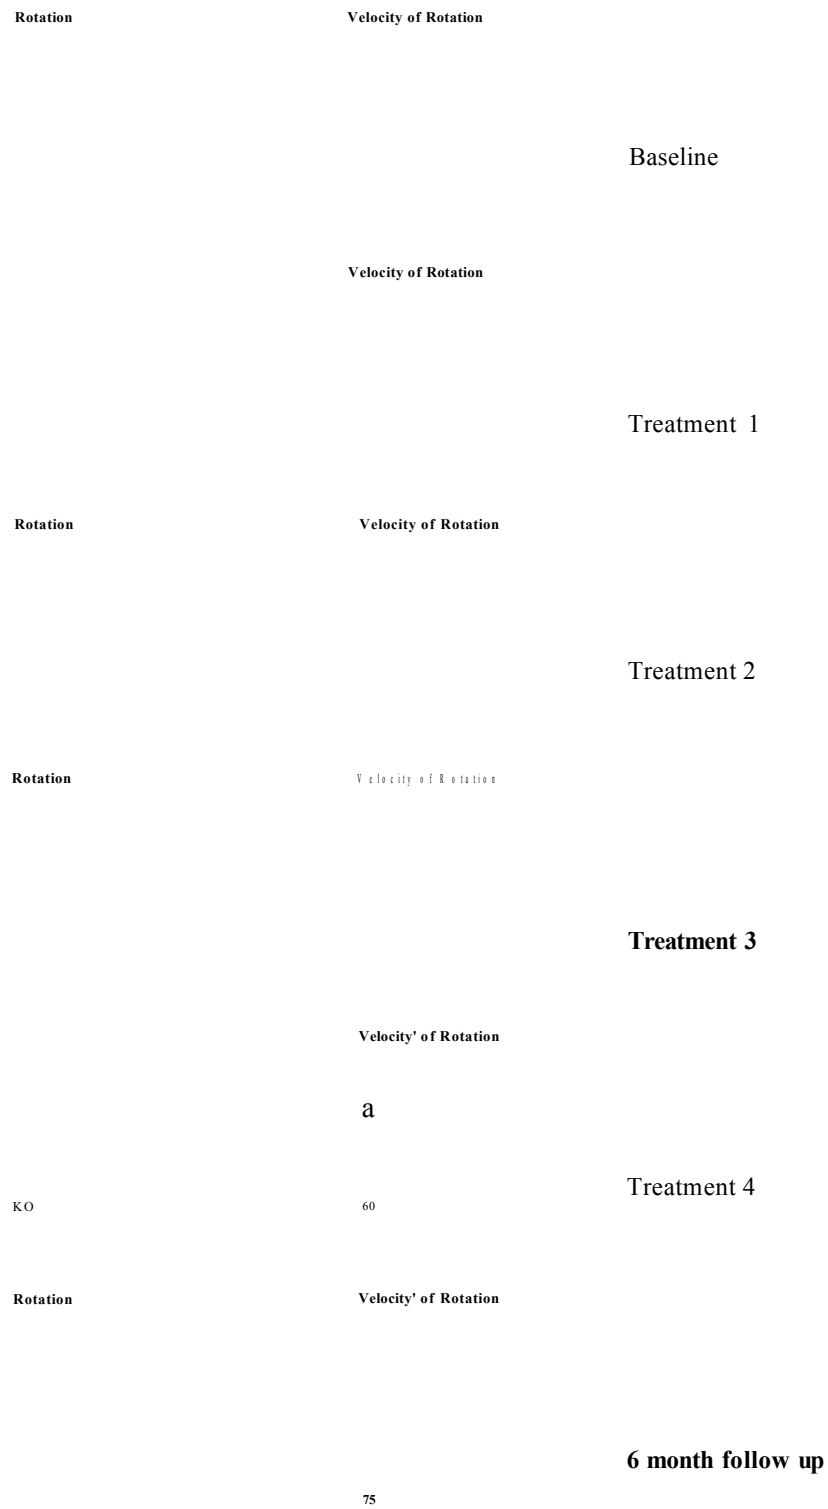 Rotation Velocity of Rotation
Baseline
Velocity of Rotation
Treatment 1
Rotation Velocity of Rotation
Treatment 2
Rotation Velocity of Rotation
Treatment 3
Velocity' of Rotation
a
Treatment 4
KO 60
Rotation Velocity' of Rotation
6 month follow up
75